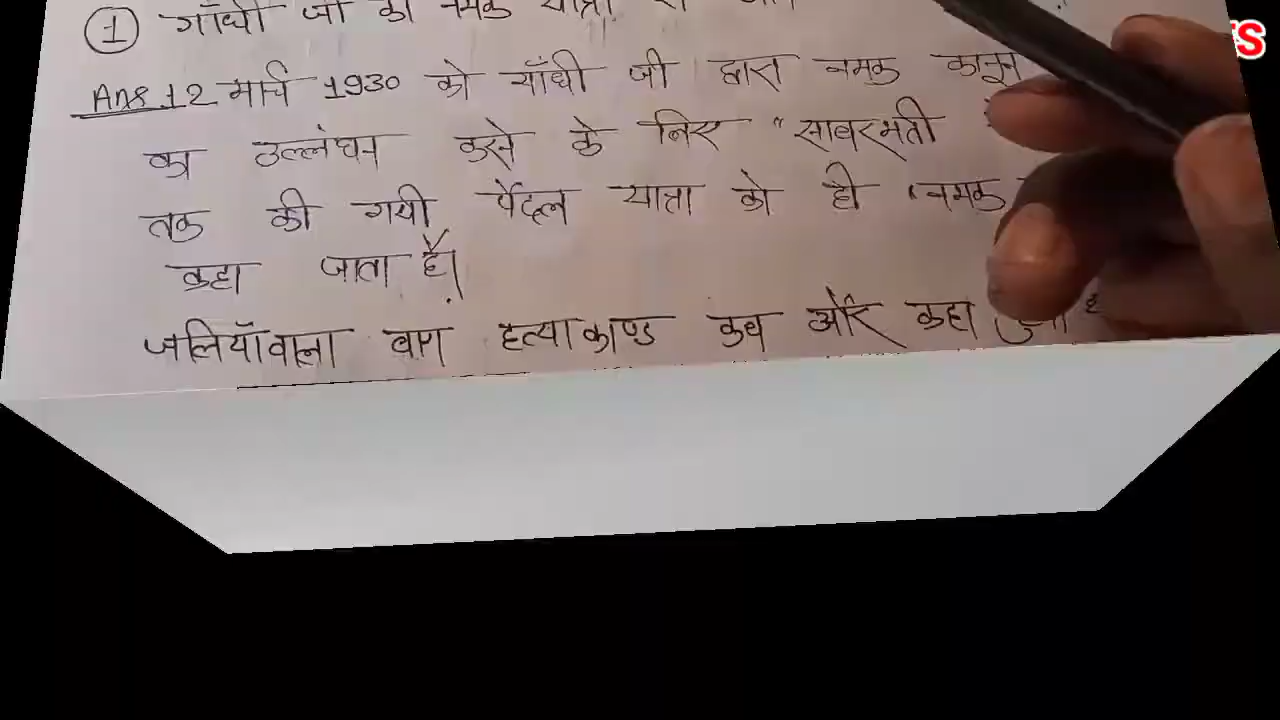 ① गाँधी जी की नमक यात्रा
Ans 12 मार्च 1930 को गाँधी जी द्वारा नमक कानून
का उल्लंघन करने के लिए "साबरमती
तक की गयी पैदल यात्रा को ही "नमक
कहा जाता है।
जलियाँवाला बाग हत्याकाण्ड कब और कहा हुआ